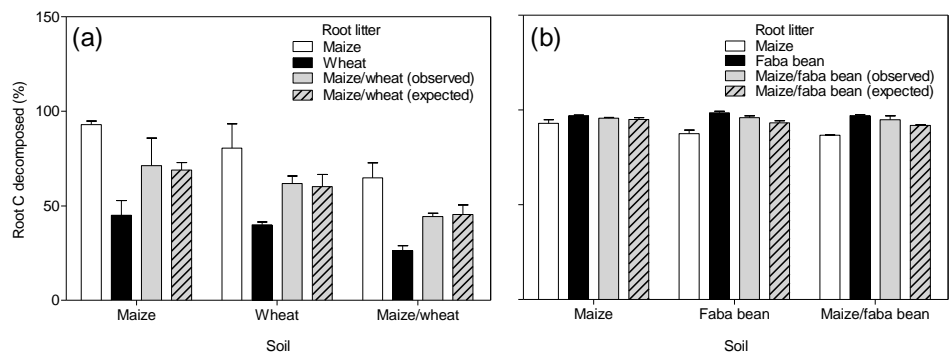 (a)
Root litter
Maize
Wheat
Maize/wheat (observed)
Maize/wheat (expected)
150
100
50
0
Root C decomposed (%)
Maize Wheat Maize/wheat
Soil
(b)
Root litter
Maize
Faba bean
Maize/faba bean (observed)
Maize/faba bean (expected)
Maize Faba bean Maize/faba bean
Soil